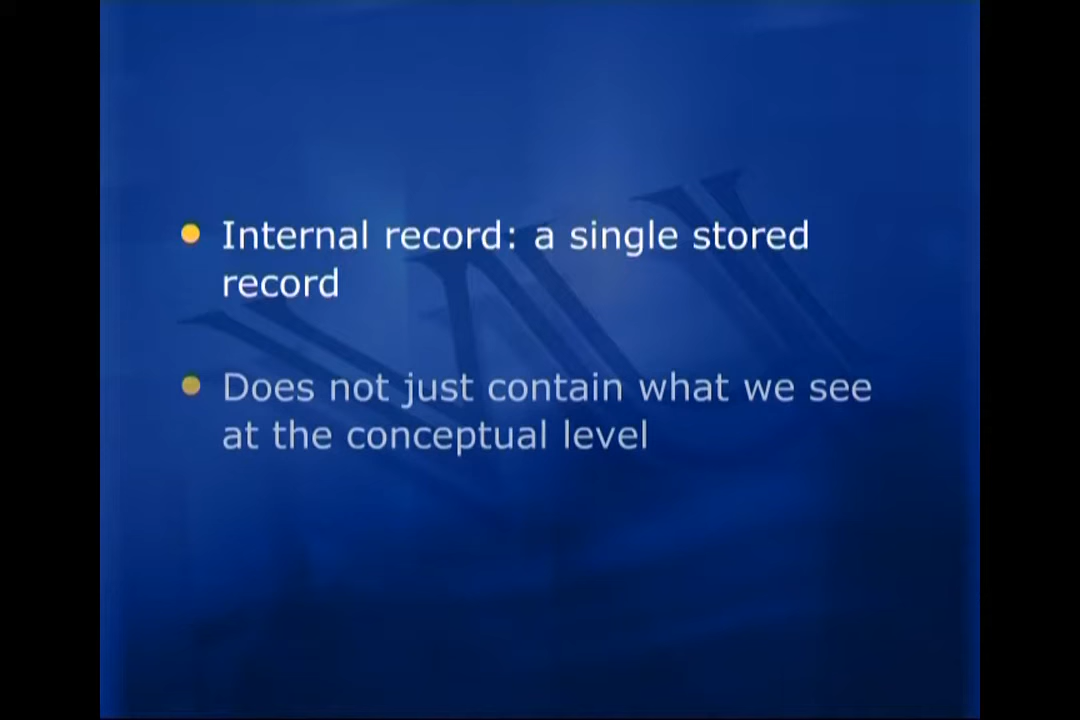 Internal record: a single stored
record
Does not just contain what we see
at the conceptual level